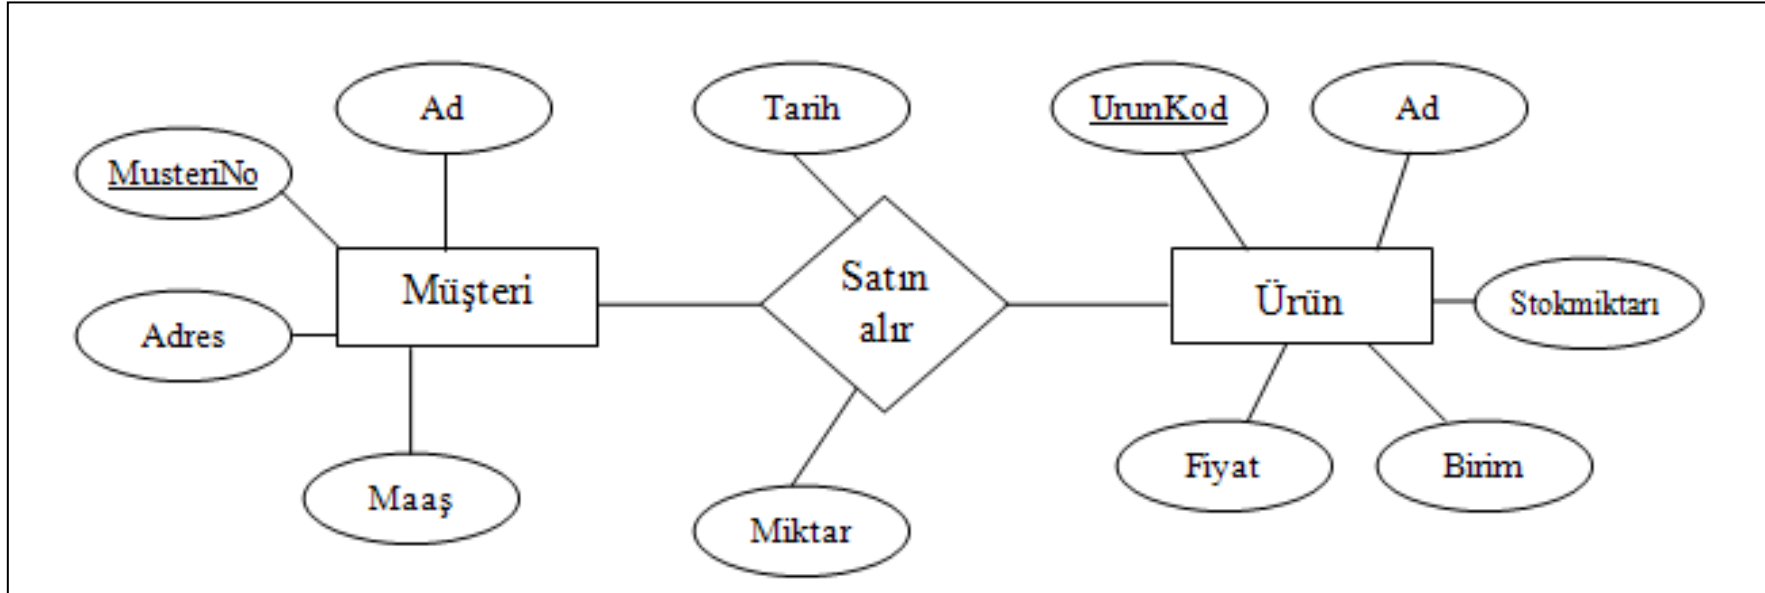 Ad
Tarih
UrunKod
Ad
MusteriNo
Müşteri
Satın
alır
Ürün
Stokmiktarı
Adres
Maaş
Miktar
Fiyat
Birim